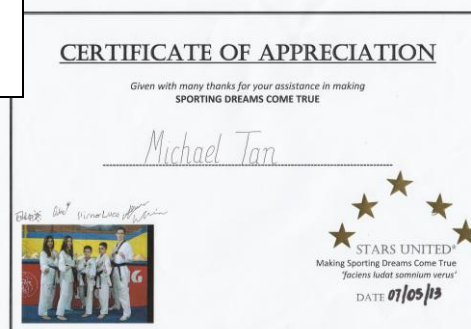 CERTIFICATE OF APPRECIATION
Given with many thanks for your assistance in making
SPORTING DREAMS COME TRUE
Michael Tan
STARS UNITED®
Making Sporting Dreams Come True
'faciens ludat somnium verus'
DATE 07/05/13